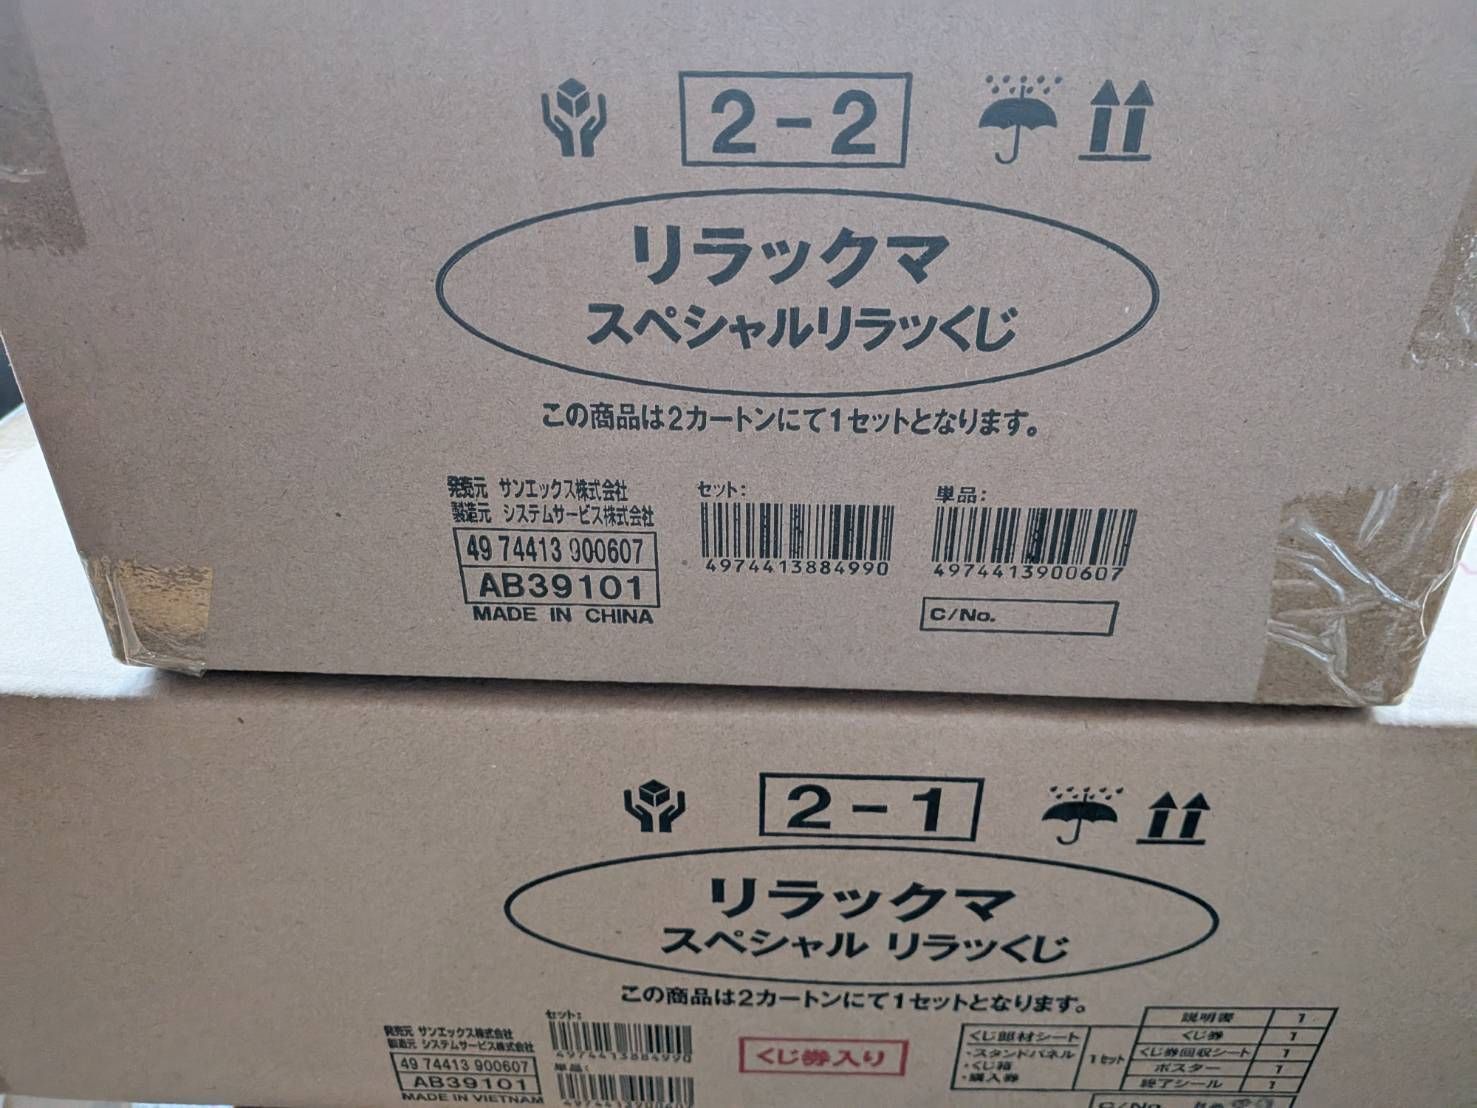 2-2
リラックマ
スペシャルリラッくじ
この商品は2カートンにて1セットとなります。
発売元 サンエックス株式会社
製造元 システムサービス株式会社
49 74413 900607
AB39101
MADE IN CHINA
セット:
4974413884990
単品:
4974413900607
C/No.
2-1
リラックマ
スペシャル リラッくじ
この商品は2カートンにて1セットとなります。
発売元 サンエックス株式会社
製造元 システムサービス株式会社
49 74413 900607
AB39101
MADE IN VIETNAM
セット:
4974413884990
単品:
4974413900607
くじ券入り
くじ部材シート
・スタンドパネル
・くじ箱
・購入券
1セット
説明書 1
くじ券 1
くじ券回収シート 1
ポスター 1
終了シール 1
C/No.